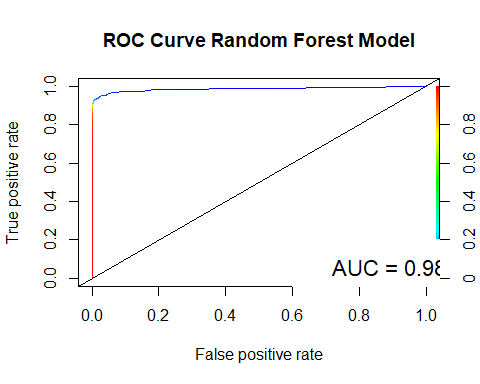 ROC Curve Random Forest Model
True positive rate
1.0
0.8
0.6
0.4
0.2
0.0
0.8
0.6
0.4
0.2
0
AUC = 0.98
0.0 0.2 0.4 0.6 0.8 1.0
False positive rate